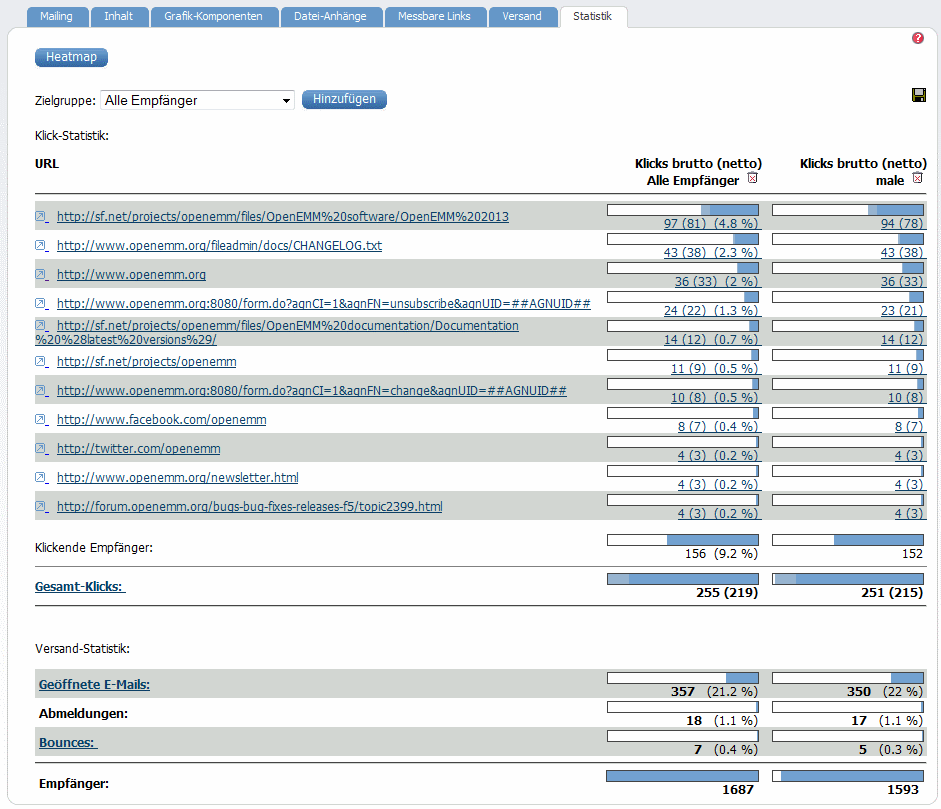 Mailing Inhalt Grafik-Komponenten Datei-Anhänge Messbare Links Versand Statistik
?
Heatmap
Zielgruppe: Alle Empfänger Hinzufügen
Klick-Statistik:
URL Klicks brutto (netto) Klicks brutto (netto)
Alle Empfänger male
http://sf.net/projects/openemm/files/OpenEMM%20software/OpenEMM%202013
97 (81) (4.8 %) 94 (78)
http://www.openemm.org/fileadmin/docs/CHANGELOG.txt
43 (38) (2.3 %) 43 (38)
http://www.openemm.org
36 (33) (2 %) 36 (33)
http://www.openemm.org:8080/form.do?agnCI=1&agnFN=unsubscribe&agnUID=##AGNUID##
24 (22) (1.3 %) 23 (21)
http://sf.net/projects/openemm/files/OpenEMM%20documentation/Documentation
%20%28latest%20versions%29/ 14 (12) (0.7 %) 14 (12)
http://sf.net/projects/openemm
11 (9) (0.5 %) 11 (9)
http://www.openemm.org:8080/form.do?agnCI=1&agnFN=change&agnUID=##AGNUID##
10 (8) (0.5 %) 10 (8)
http://www.facebook.com/openemm
8 (7) (0.4 %) 8 (7)
http://twitter.com/openemm
4 (3) (0.2 %) 4 (3)
http://www.openemm.org/newsletter.html
4 (3) (0.2 %) 4 (3)
http://forum.openemm.org/bugs-bug-fixes-releases-f5/topic2399.html
4 (3) (0.2 %) 4 (3)
Klickende Empfänger:
156 (9.2 %) 152
Gesamt-Klicks:
255 (219) 251 (215)
Versand-Statistik:
Geöffnete E-Mails:
357 (21.2 %) 350 (22 %)
Abmeldungen:
18 (1.1 %) 17 (1.1 %)
Bounces:
7 (0.4 %) 5 (0.3 %)
Empfänger:
1687 1593